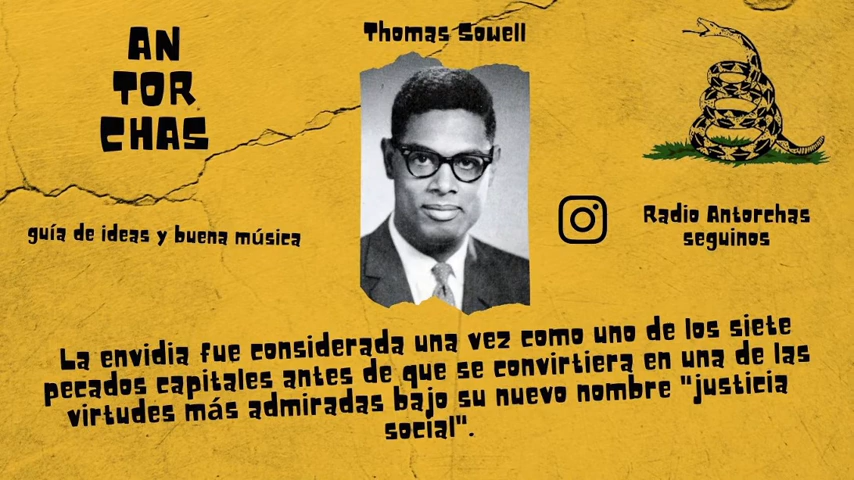 AN
TOR
CHAS
Thomas Sowell
guía de ideas y buena música
Radio Antorchas
seguinos
La envidia fue considerada una vez como uno de los siete
pecados capitales antes de que se convirtiera en una de las
virtudes más admiradas bajo su nuevo nombre "justicia
social".